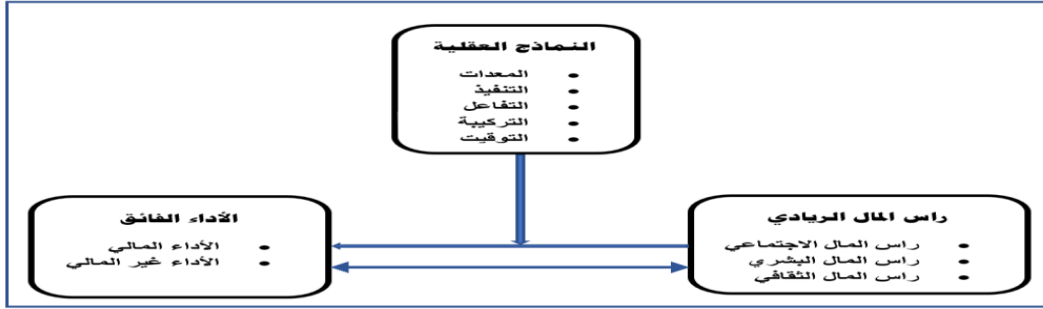 النماذج العقلية
• المعدات
• التنفيذ
• التفاعل
• التركيبة
• التوقيت
راس المال الريادي
• راس المال الاجتماعي
• راس المال البشري
• راس المال الثقافي
الأداء الفائق
• الأداء المالي
• الأداء غير المالي